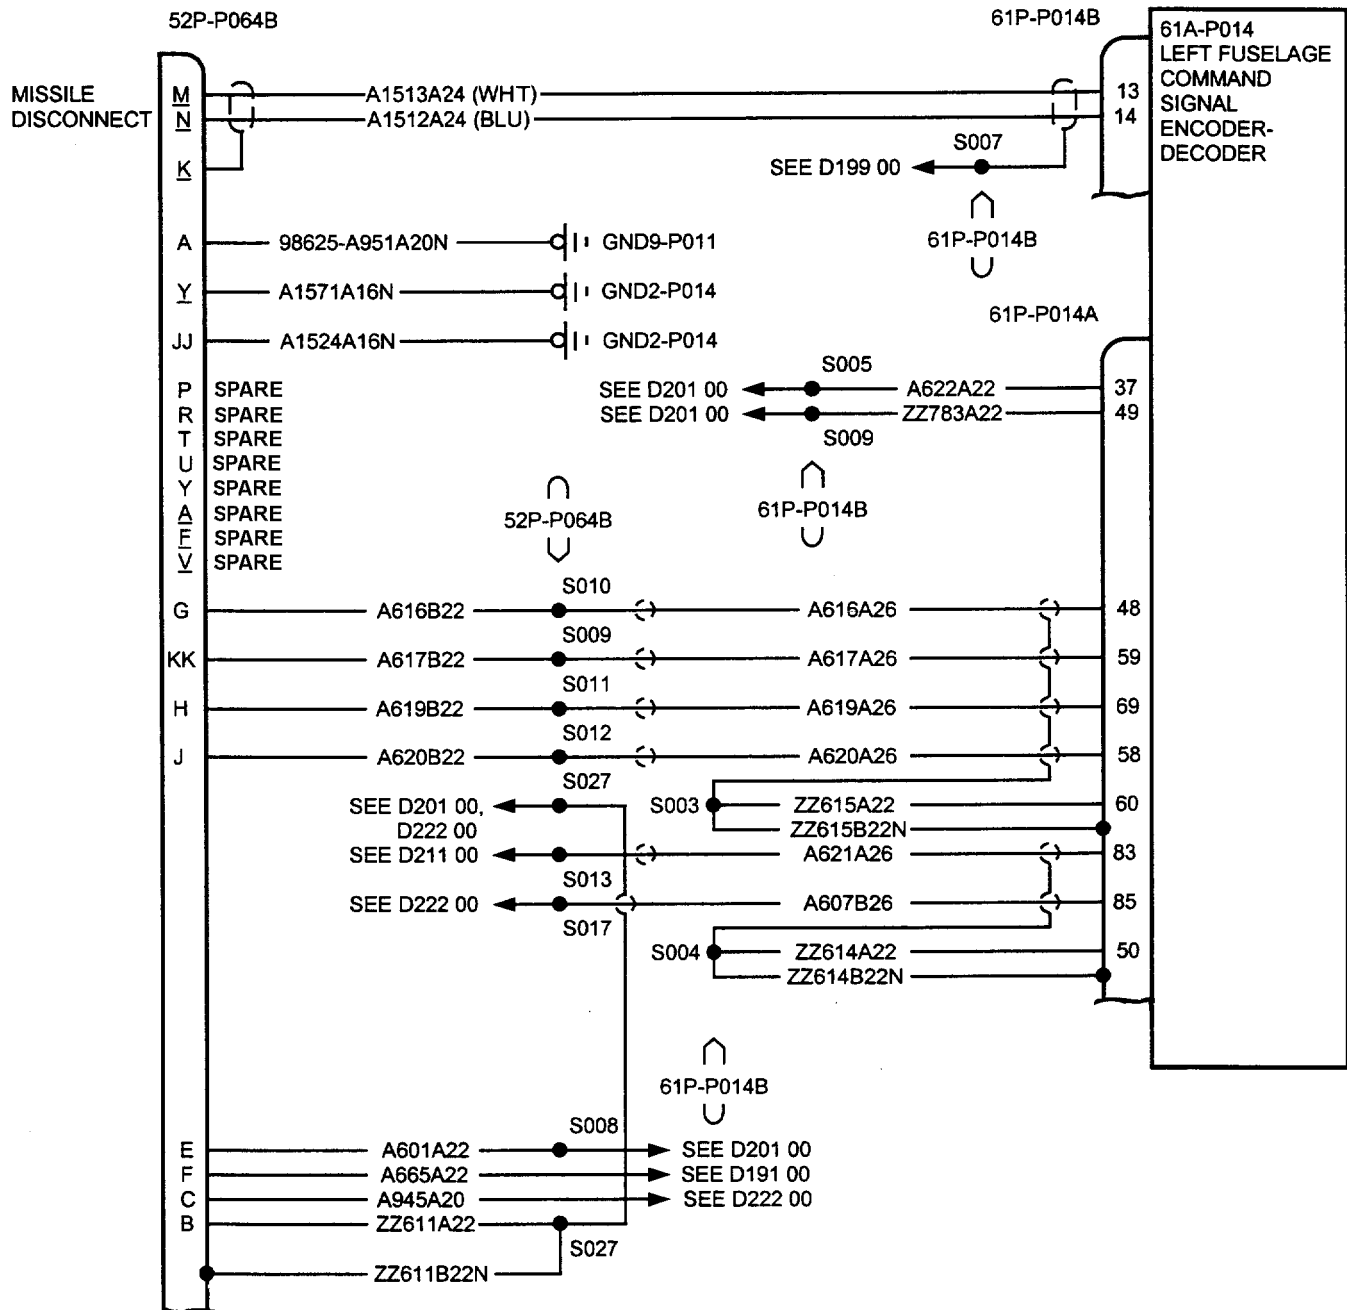 52P-P064B
61P-P014B
61A-P014
LEFT FUSELAGE
COMMAND
SIGNAL
ENCODER-
DECODER
MISSILE
DISCONNECT
M A1513A24 (WHT) 13
N A1512A24 (BLU) 14
K
S007
SEE D199 00
61P-P014B
A 98625-A951A20N GND9-P011
Y A1571A16N GND2-P014
JJ A1524A16N GND2-P014
61P-P014A
S005
SEE D201 00 A622A22 37
SEE D201 00 ZZ783A22 49
S009
61P-P014B
P SPARE
R SPARE
T SPARE
U SPARE
Y SPARE
A SPARE
F SPARE
V SPARE
52P-P064B
S010
G A616B22 A616A26 48
S009
KK A617B22 A617A26 59
S011
H A619B22 A619A26 69
S012
J A620B22 A620A26 58
S027
SEE D201 00,
D222 00
S003 ZZ615A22 60
ZZ615B22N
SEE D211 00 A621A26 83
S013
SEE D222 00 A607B26 85
S017
S004 ZZ614A22 50
ZZ614B22N
61P-P014B
S008
E A601A22 SEE D201 00
F A665A22 SEE D191 00
C A945A20 SEE D222 00
B ZZ611A22
S027
ZZ611B22N